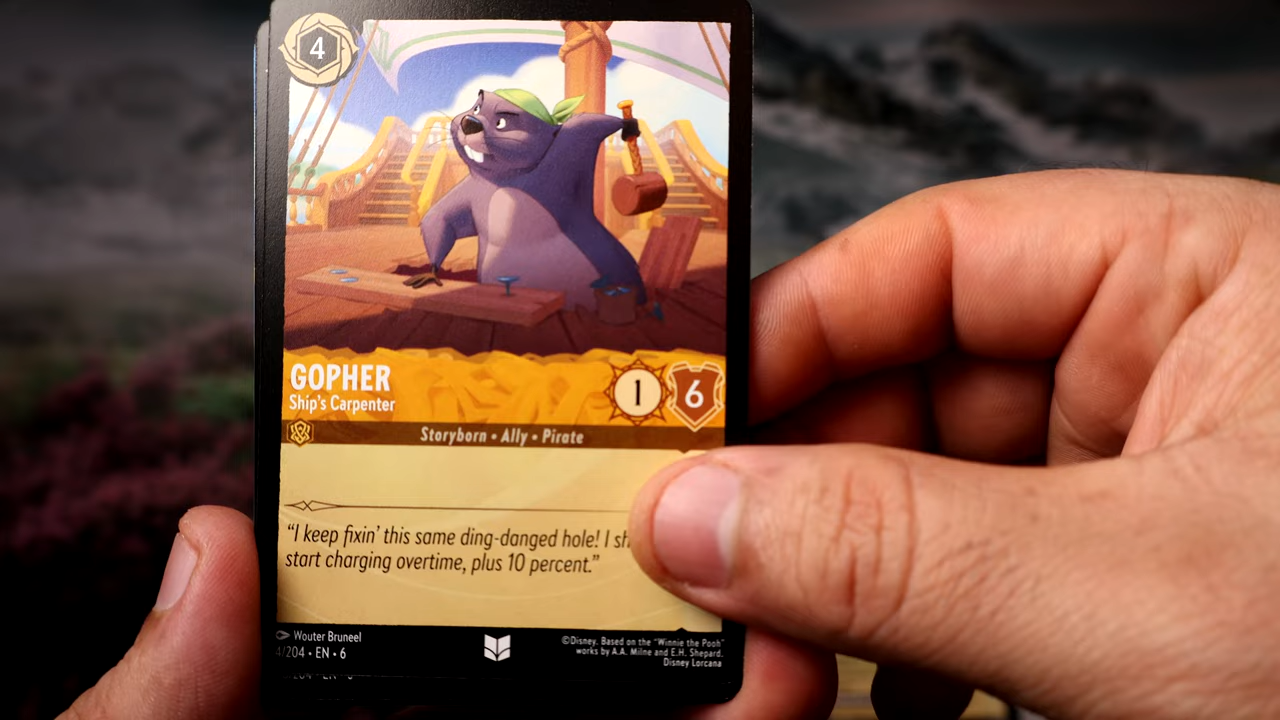 4
GOPHER
Ship's Carpenter
1
6
Storyborn • Ally • Pirate
"I keep fixin' this same ding-danged hole! I
start charging overtime, plus 10 percent."
Wouter Bruneel
/204 • EN • 6
©Disney. Based on the "Winnie the Pooh"
works by A.A. Milne and E.H. Shepard.
Disney Lorcana